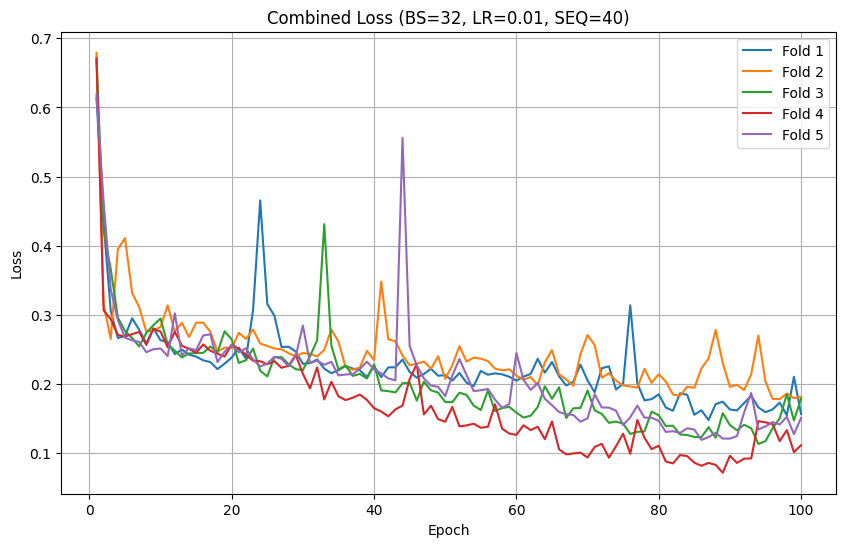 Combined Loss (BS=32, LR=0.01, SEQ=40)
0.7
0.6
0.5
0.4
0.3
0.2
0.1
Loss
Fold 1
Fold 2
Fold 3
Fold 4
Fold 5
0 20 40 60 80 100
Epoch